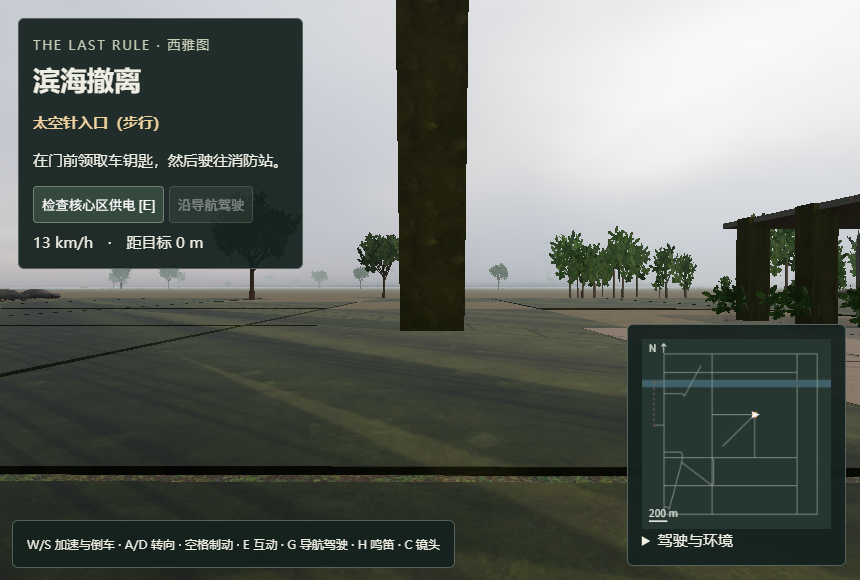 THE LAST RULE · 西雅图
滨海撤离
太空针入口（步行）
在门前领取车钥匙，然后驶往消防站。
检查核心区供电 [E] 沿导航驾驶
13 km/h · 距目标 0 m
N ↑
200 m
▶ 驾驶与环境
W/S 加速与倒车 · A/D 转向 · 空格制动 · E 互动 · G 导航驾驶 · H 鸣笛 · C 镜头